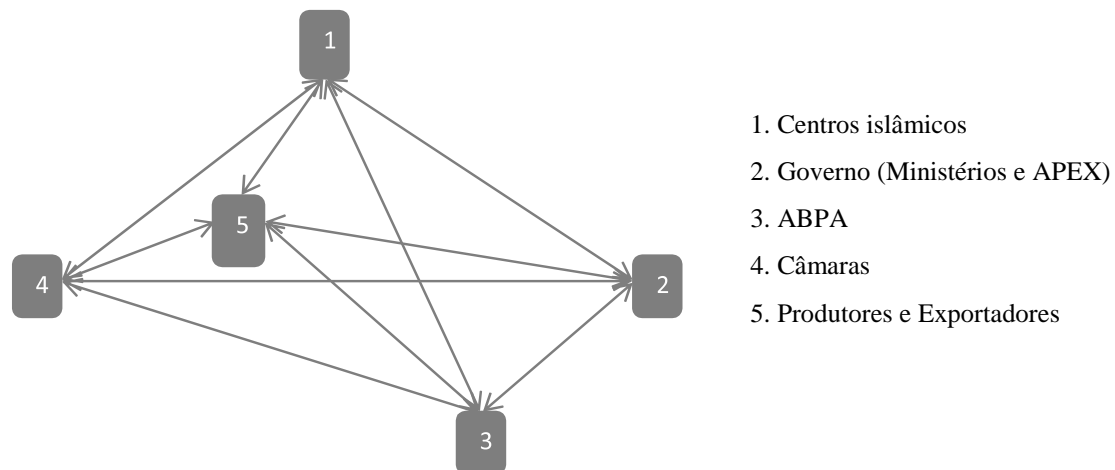 1
5
4
2
3
1. Centros islâmicos
2. Governo (Ministérios e APEX)
3. ABPA
4. Câmaras
5. Produtores e Exportadores